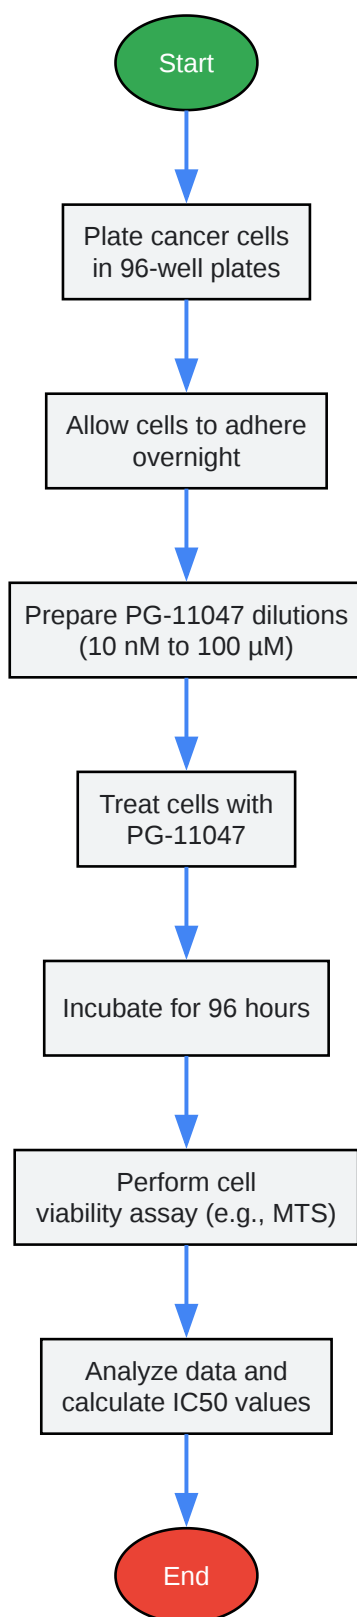 Start
Plate cancer cells
in 96-well plates
Allow cells to adhere
overnight
Prepare PG-11047 dilutions
(10 nM to 100 µM)
Treat cells with
PG-11047
Incubate for 96 hours
Perform cell
viability assay (e.g., MTS)
Analyze data and
calculate IC50 values
End